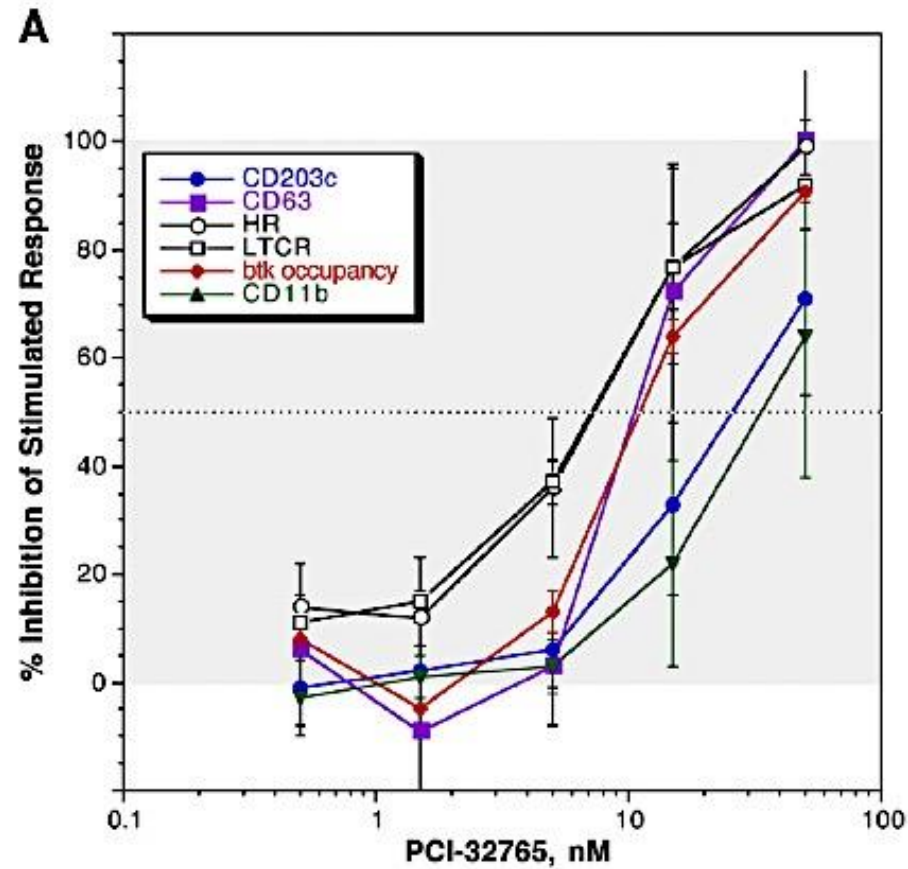 A
% Inhibition of Stimulated Response
100
80
60
40
20
0
CD203c
CD63
HR
LTCR
btk occupancy
CD11b
0.1
1
10
100
PCI-32765, nM